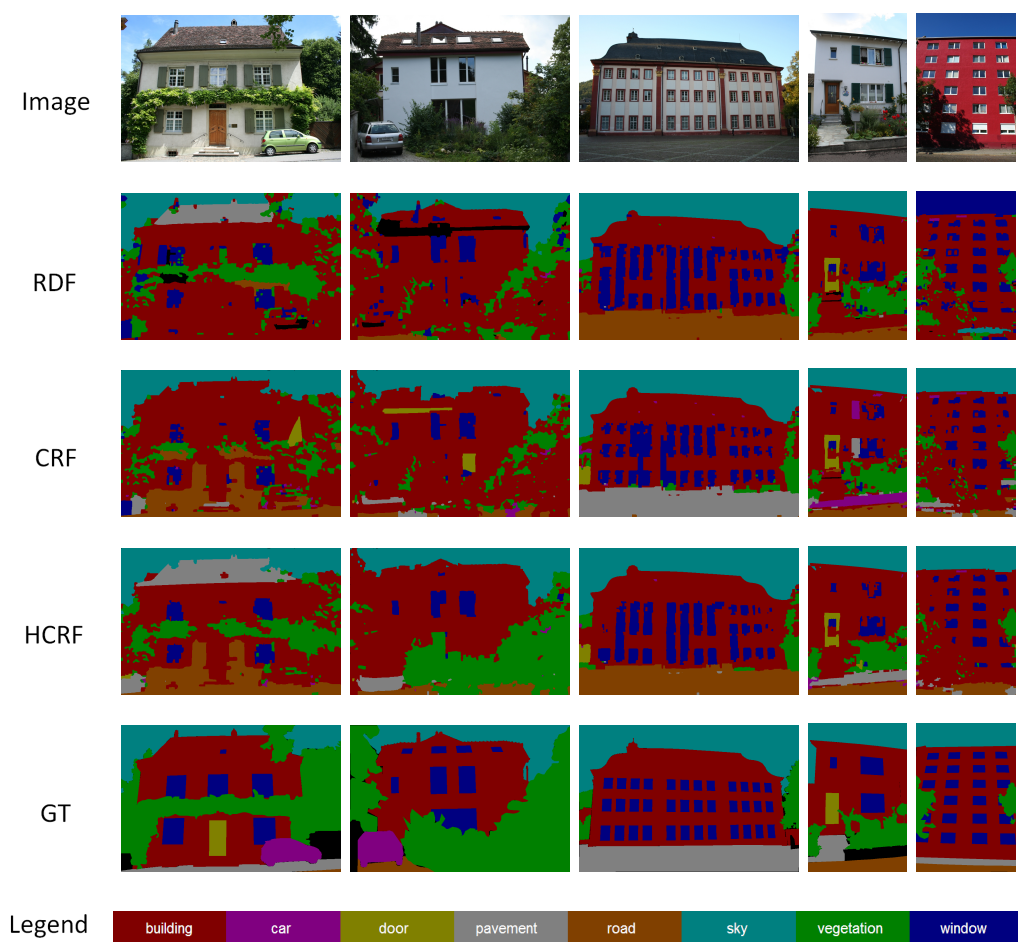 Image
RDF
CRF
HCRF
GT
Legend
building car door pavement road sky vegetation window